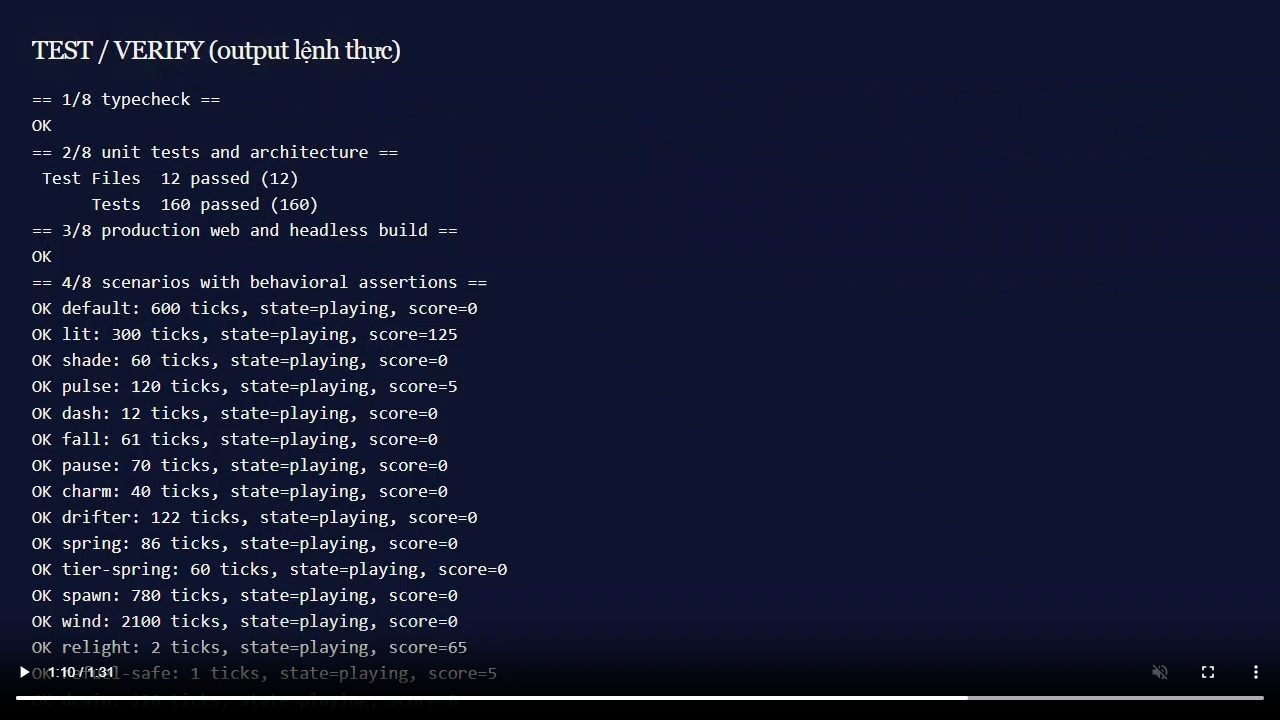 TEST / VERIFY (output lệnh thực)
== 1/8 typecheck ==
OK
== 2/8 unit tests and architecture ==
Test Files 12 passed (12)
Tests 160 passed (160)
== 3/8 production web and headless build ==
OK
== 4/8 scenarios with behavioral assertions ==
OK default: 600 ticks, state=playing, score=0
OK lit: 300 ticks, state=playing, score=125
OK shade: 60 ticks, state=playing, score=0
OK pulse: 120 ticks, state=playing, score=5
OK dash: 12 ticks, state=playing, score=0
OK fall: 61 ticks, state=playing, score=0
OK pause: 70 ticks, state=playing, score=0
OK charm: 40 ticks, state=playing, score=0
OK drifter: 122 ticks, state=playing, score=0
OK spring: 86 ticks, state=playing, score=0
OK tier-spring: 60 ticks, state=playing, score=0
OK spawn: 780 ticks, state=playing, score=0
OK wind: 2100 ticks, state=playing, score=0
OK relight: 2 ticks, state=playing, score=65
OK 1 ticks, state=playing, score=5
1:10 / 1:31